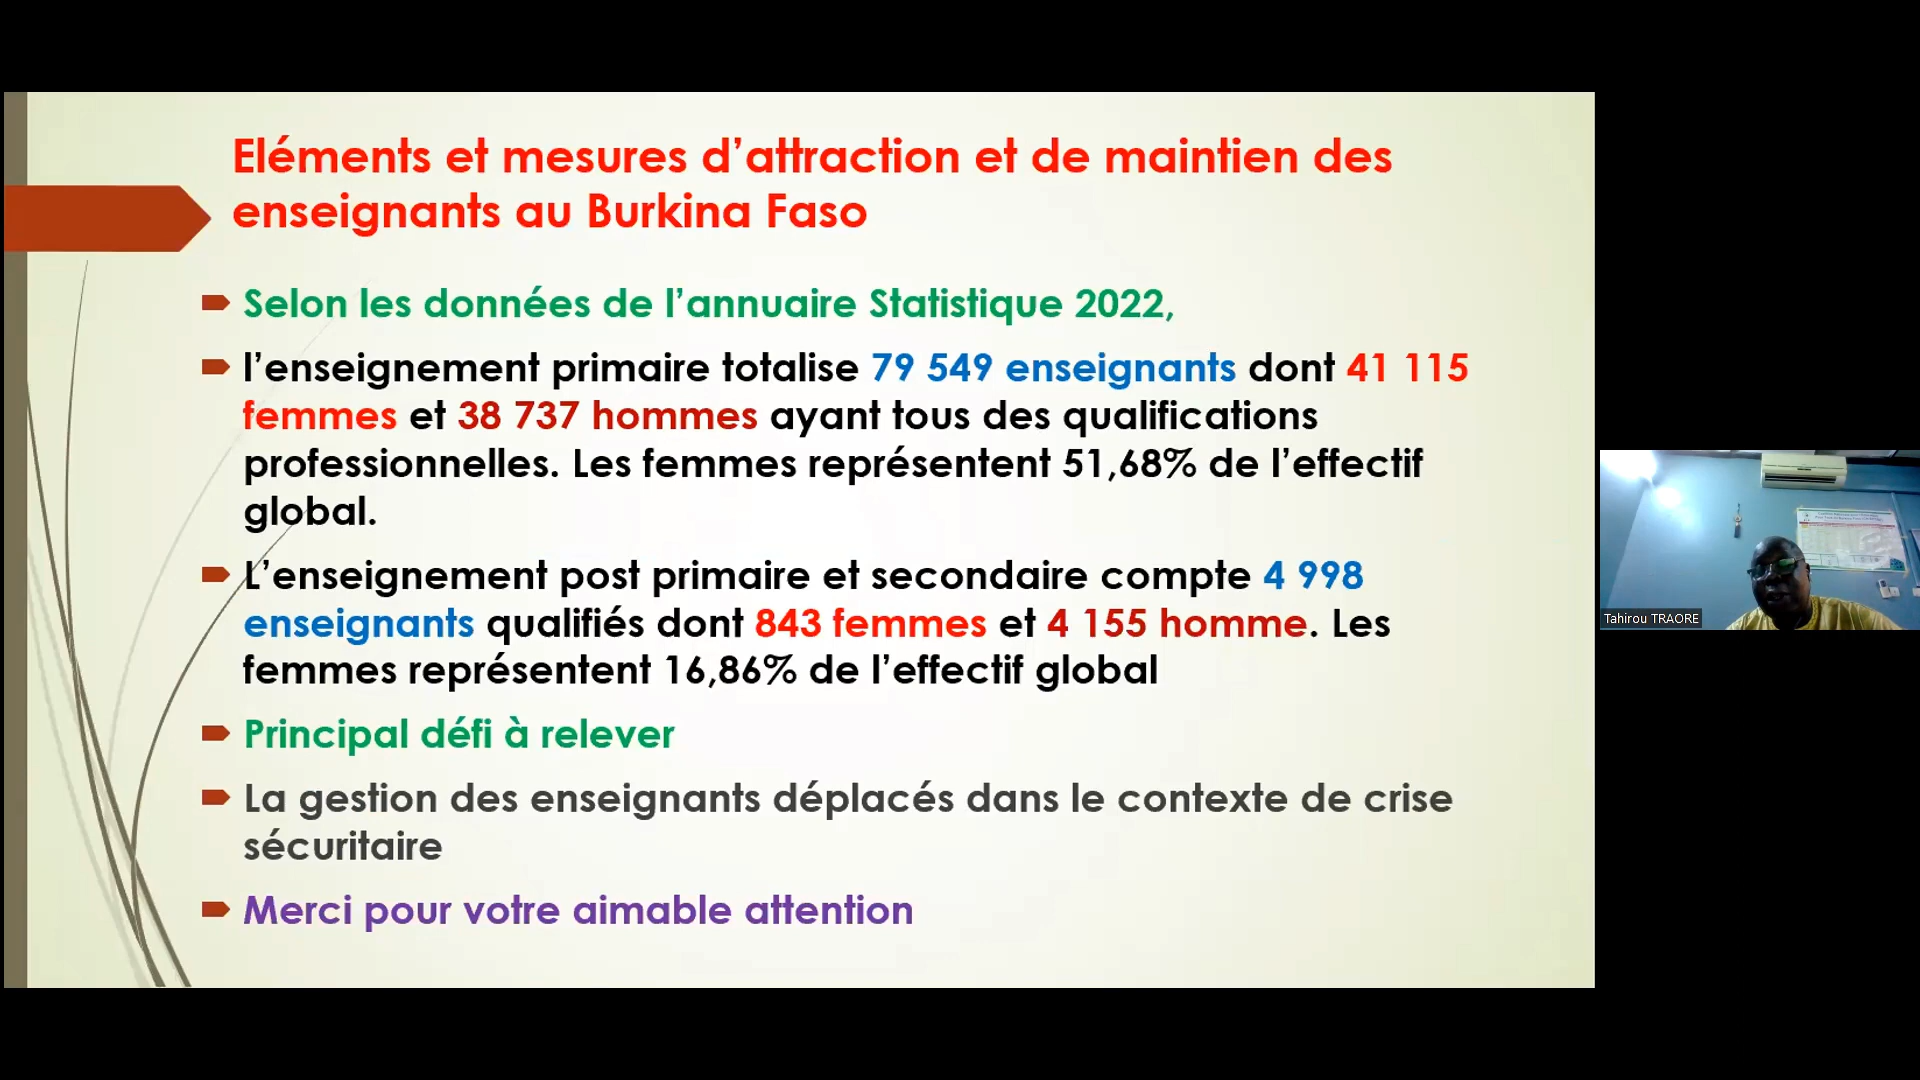 Eléments et mesures d’attraction et de maintien des
enseignants au Burkina Faso
Selon les données de l’annuaire Statistique 2022,
l’enseignement primaire totalise 79 549 enseignants dont 41 115
femmes et 38 737 hommes ayant tous des qualifications
professionnelles. Les femmes représentent 51,68% de l’effectif
global.
L’enseignement post primaire et secondaire compte 4 998
enseignants qualifiés dont 843 femmes et 4 155 homme. Les
femmes représentent 16,86% de l’effectif global
Principal défi à relever
La gestion des enseignants déplacés dans le contexte de crise
sécuritaire
Merci pour votre aimable attention
Tahirou TRAORE